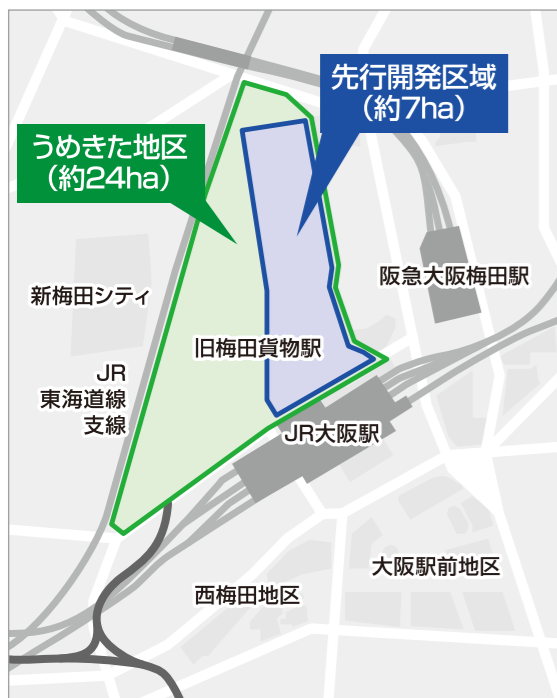 先行開発区域
（約7ha）
うめきた地区
（約24ha）
阪急大阪梅田駅
新梅田シティ
旧梅田貨物駅
JR
東海道線
支線
JR大阪駅
大阪駅前地区
西梅田地区